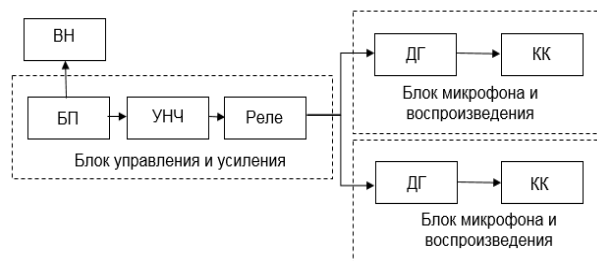 ВН
БП
УНЧ
Реле
Блок управления и усиления
ДГ
КК
Блок микрофона и
воспроизведения
ДГ
КК
Блок микрофона и
воспроизведения